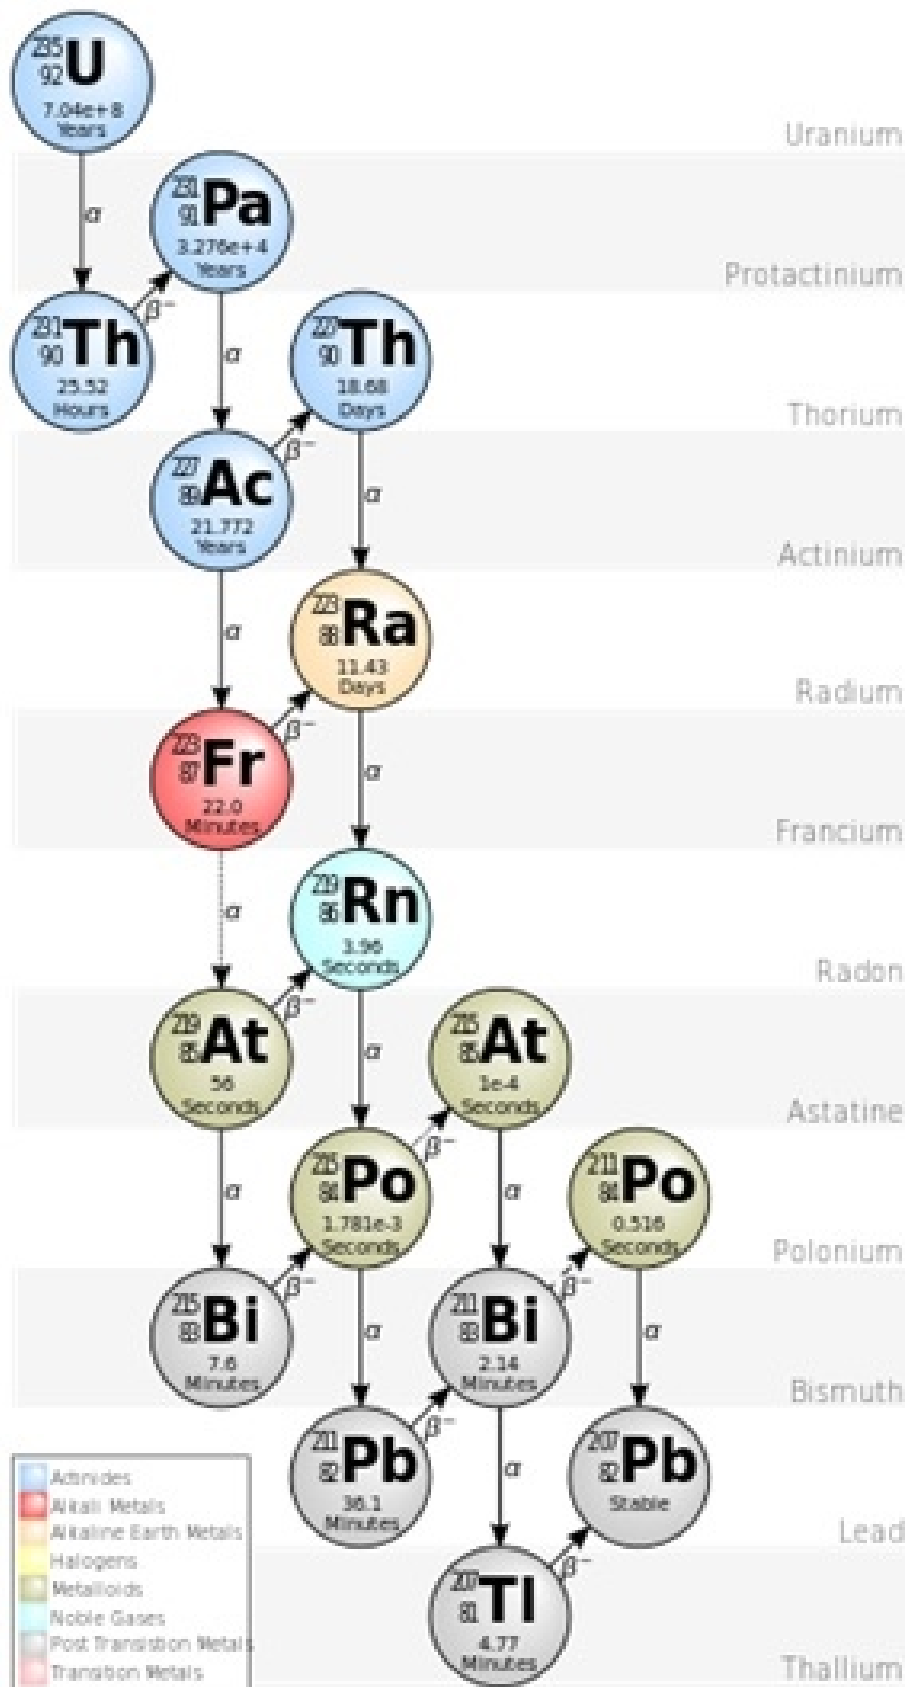 235
92 U
7.04e+8
Years
Uranium
α
231
91 Pa
3.276e+4
Years
Protactinium
β−
231
90 Th
25.52
Hours
α
227
90 Th
18.68
Days
Thorium
β−
227
89 Ac
21.772
Years
α
Actinium
α
223
88 Ra
11.43
Days
Radium
β−
223
87 Fr
22.0
Minutes
α
Francium
α
219
86 Rn
3.96
Seconds
Radon
β−
219
85 At
56
Seconds
α
215
85 At
1e-4
Seconds
Astatine
β−
α
215
84 Po
1.781e-3
Seconds
α
211
84 Po
0.516
Seconds
Polonium
β−
β−
215
83 Bi
7.6
Minutes
α
211
83 Bi
2.14
Minutes
α
Bismuth
β−
211
82 Pb
36.1
Minutes
α
207
82 Pb
Stable
Lead
β−
207
81 Tl
4.77
Minutes
Thallium
Actinides
Alkali Metals
Alkaline Earth Metals
Halogens
Metalloids
Noble Gases
Post Transistion Metals
Transition Metals